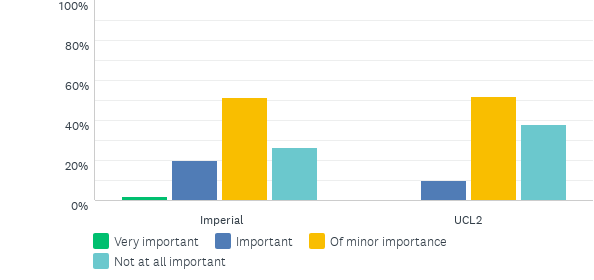 100%
80%
60%
40%
20%
0%
Imperial UCL2
Very important Important Of minor importance
Not at all important